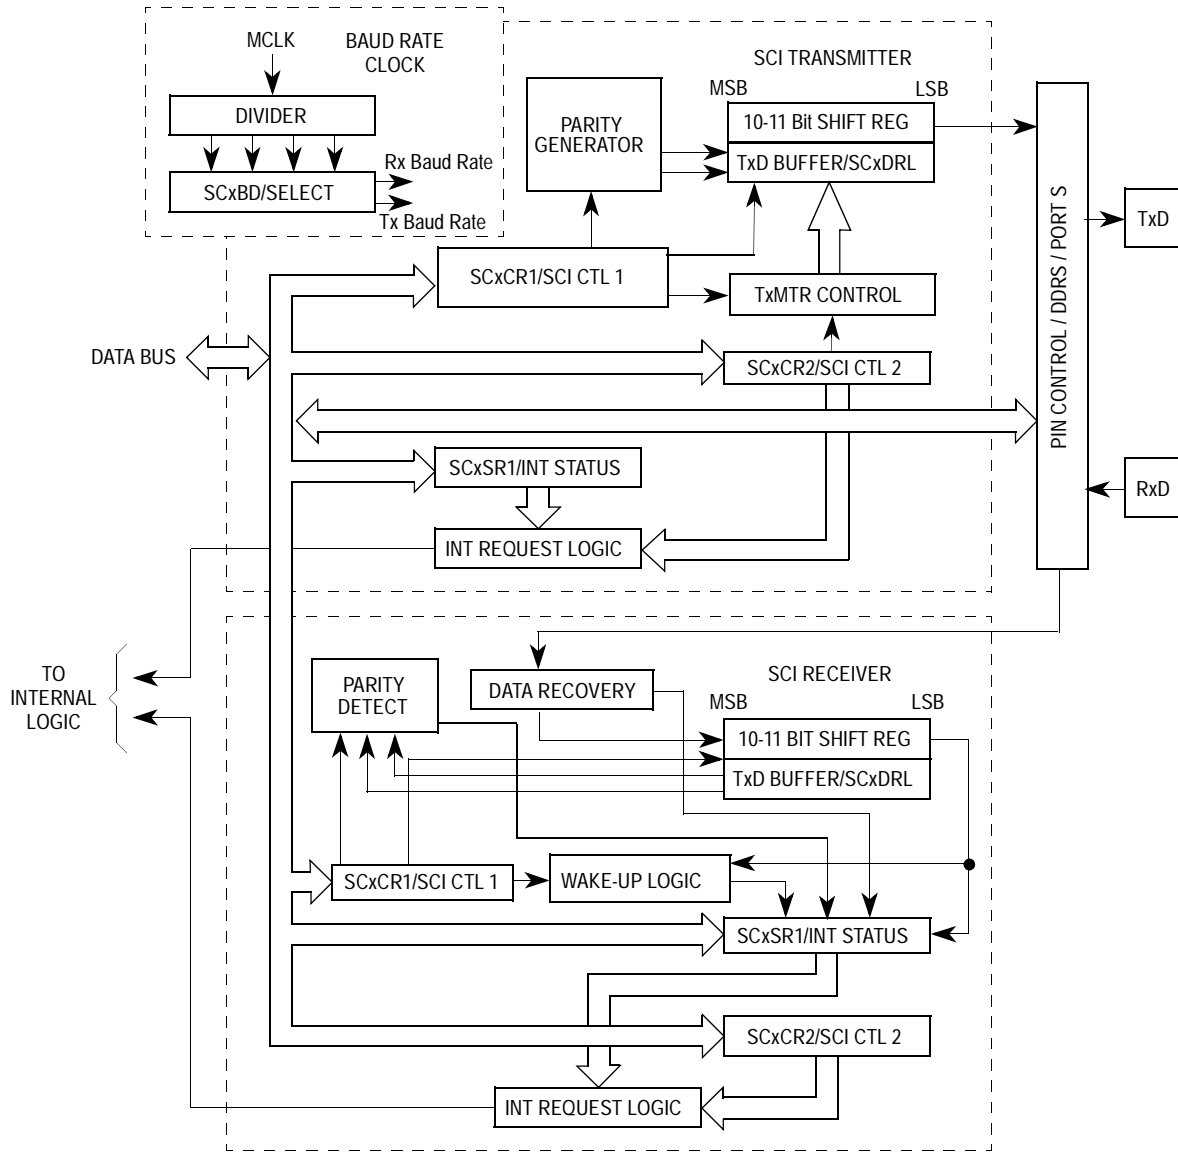 MCLK
BAUD RATE
CLOCK
DIVIDER
SCxBD/SELECT
Rx Baud Rate
Tx Baud Rate
SCI TRANSMITTER
MSB
LSB
PARITY
GENERATOR
10-11 Bit SHIFT REG
TxD BUFFER/SCxDRL
SCxCR1/SCI CTL 1
TxMTR CONTROL
DATA BUS
SCxCR2/SCI CTL 2
PIN CONTROL / DDRS / PORT S
TxD
RxD
SCxSR1/INT STATUS
INT REQUEST LOGIC
TO
INTERNAL
LOGIC
PARITY
DETECT
DATA RECOVERY
SCI RECEIVER
MSB
LSB
10-11 BIT SHIFT REG
TxD BUFFER/SCxDRL
SCxCR1/SCI CTL 1
WAKE-UP LOGIC
SCxSR1/INT STATUS
SCxCR2/SCI CTL 2
INT REQUEST LOGIC